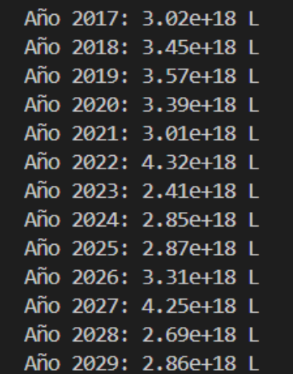 Año 2017: 3.02e+18 L
Año 2018: 3.45e+18 L
Año 2019: 3.57e+18 L
Año 2020: 3.39e+18 L
Año 2021: 3.01e+18 L
Año 2022: 4.32e+18 L
Año 2023: 2.41e+18 L
Año 2024: 2.85e+18 L
Año 2025: 2.87e+18 L
Año 2026: 3.31e+18 L
Año 2027: 4.25e+18 L
Año 2028: 2.69e+18 L
Año 2029: 2.86e+18 L